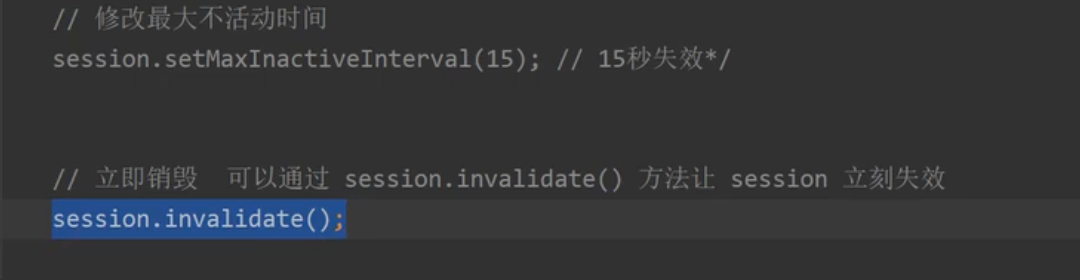 // 修改最大不活动时间
session.setMaxInactiveInterval(15); // 15秒失效*/
// 立即销毁  可以通过 session.invalidate() 方法让 session 立刻失效
session.invalidate();